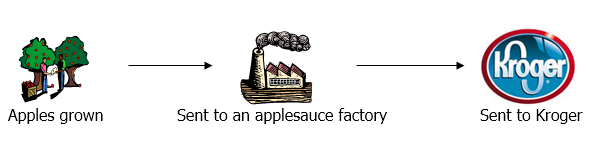 Kroger
Apples grown
Sent to an applesauce factory
Sent to Kroger